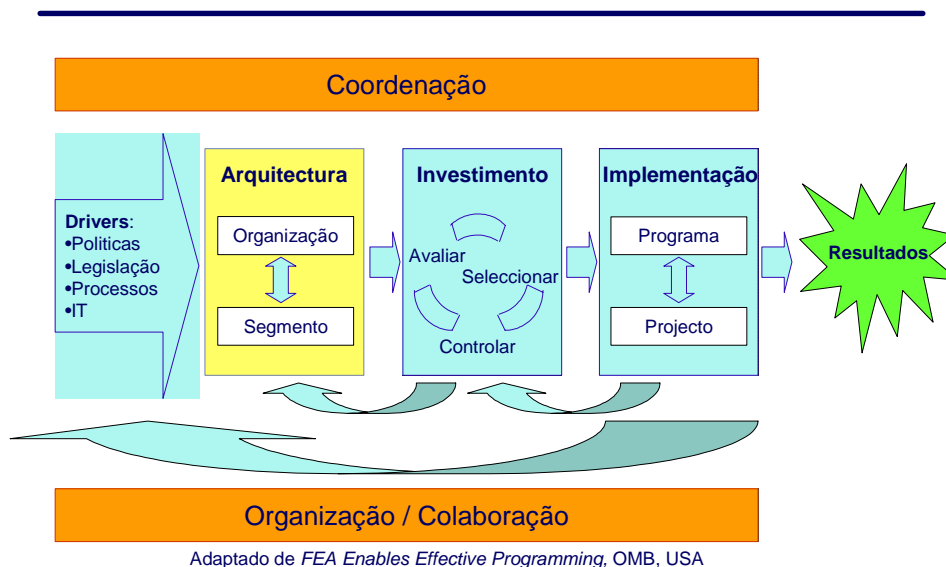 Coordenação
Drivers:
•Politicas
•Legislação
•Processos
•IT
Arquitectura
Organização
Segmento
Investimento
Avaliar
Seleccionar
Controlar
Implementação
Programa
Projecto
Resultados
Organização / Colaboração
Adaptado de FEA Enables Effective Programming, OMB, USA